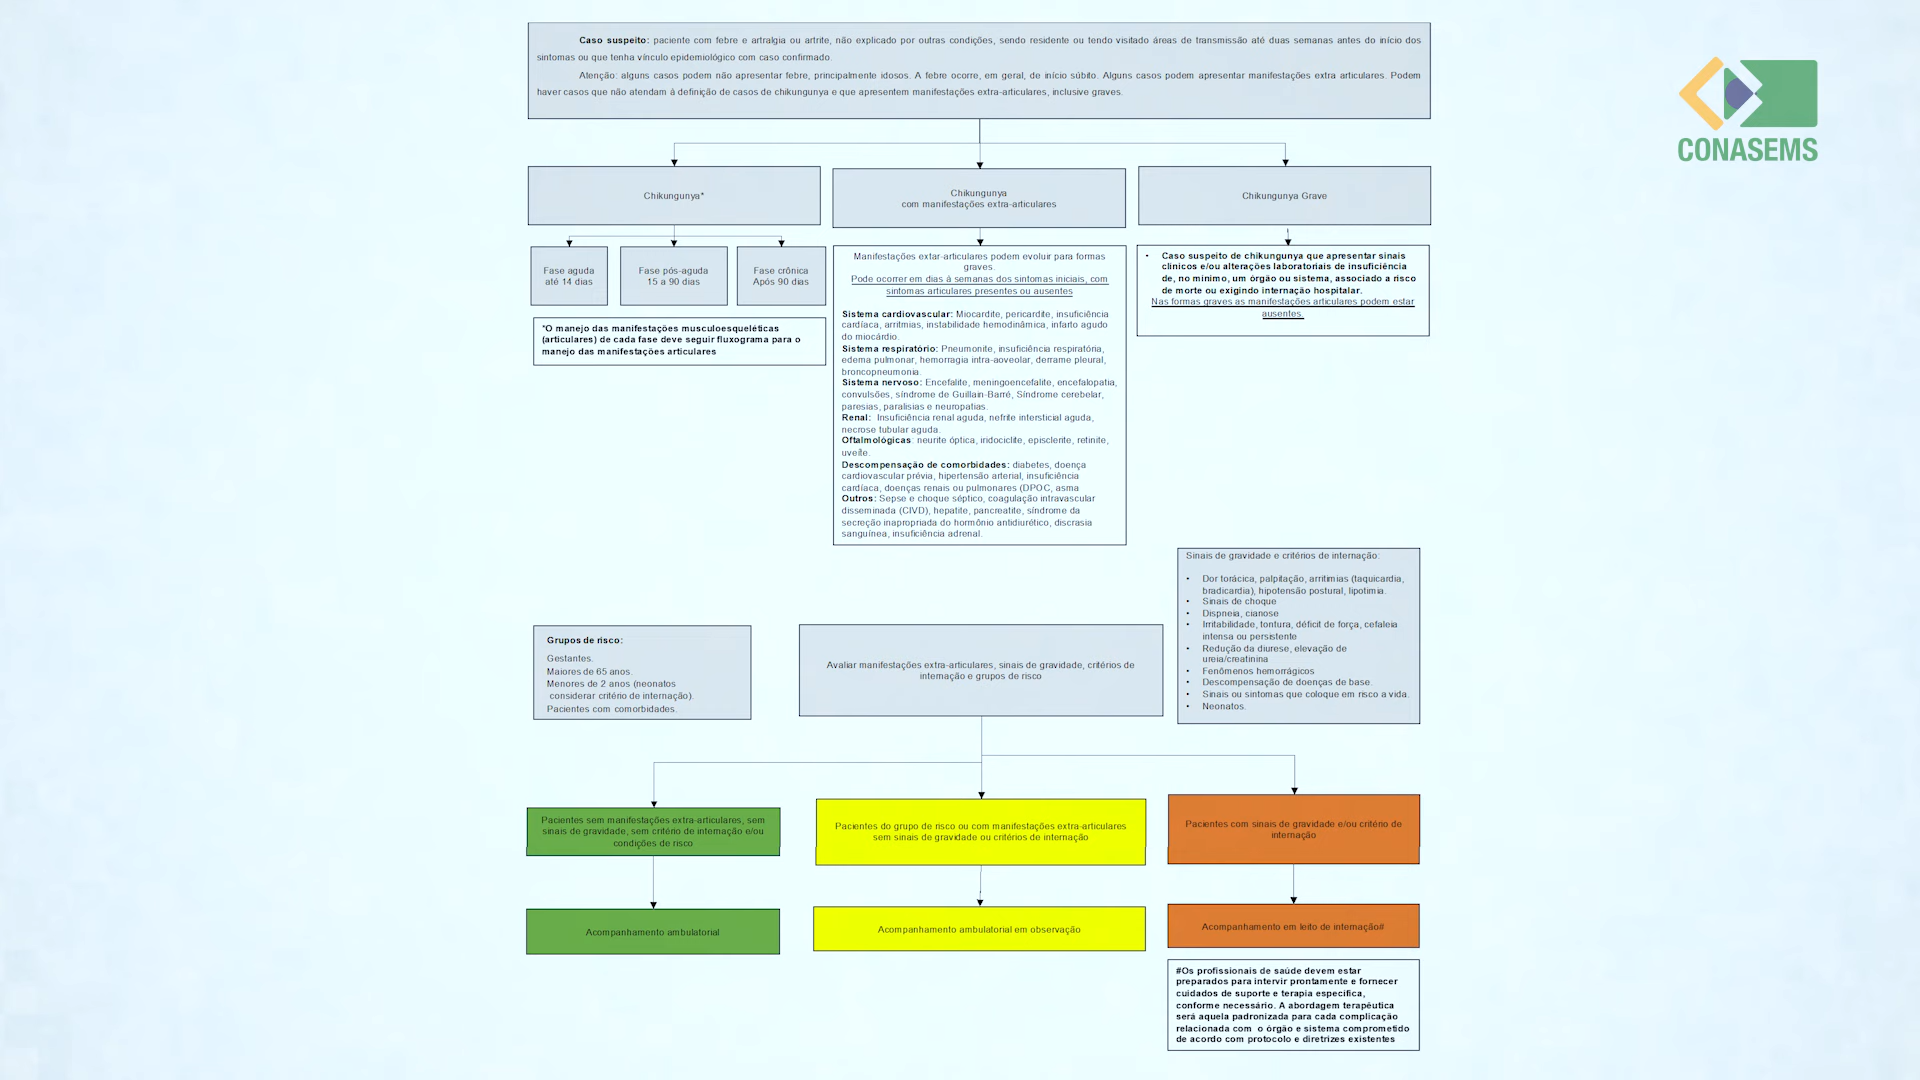 Caso suspeito: paciente com febre e artralgia ou artrite, não explicado por outras condições, sendo residente ou tendo visitado áreas de transmissão até duas semanas antes do início dos
sintomas ou que tenha vínculo epidemiológico com caso confirmado.
Atenção: alguns casos podem não apresentar febre, principalmente idosos. A febre ocorre, em geral, de início súbito. Alguns casos podem apresentar manifestações extra articulares. Podem
haver casos que não atendam à definição de casos de chikungunya e que apresentem manifestações extra-articulares, inclusive graves.
CONASEMS
Chikungunya*
Chikungunya
com manifestações extra-articulares
Chikungunya Grave
Fase aguda
até 14 dias
Fase pós-aguda
15 a 90 dias
Fase crônica
Após 90 dias
*O manejo das manifestações musculoesqueléticas
(articulares) de cada fase deve seguir fluxograma para o
manejo das manifestações articulares
Manifestações extar-articulares podem evoluir para formas
graves.
Pode ocorrer em dias à semanas dos sintomas iniciais, com
sintomas articulares presentes ou ausentes
Sistema cardiovascular: Miocardite, pericardite, insuficiência
cardíaca, arritmias, instabilidade hemodinâmica, infarto agudo
do miocárdio.
Sistema respiratório: Pneumonite, insuficiência respiratória,
edema pulmonar, hemorragia intra-aoveolar, derrame pleural,
broncopneumonia.
Sistema nervoso: Encefalite, meningoencefalite, encefalopatia,
convulsões, síndrome de Guillain-Barré, Síndrome cerebelar,
paresias, paralisias e neuropatias.
Renal: Insuficiência renal aguda, nefrite intersticial aguda,
necrose tubular aguda.
Oftalmológicas: neurite óptica, iridociclite, episclerite, retinite,
uveíte.
Descompensação de comorbidades: diabetes, doença
cardiovascular prévia, hipertensão arterial, insuficiência
cardíaca, doenças renais ou pulmonares (DPOC, asma
Outros: Sepse e choque séptico, coagulação intravascular
disseminada (CIVD), hepatite, pancreatite, síndrome da
secreção inapropriada do hormônio antidiurético, discrasia
sanguínea, insuficiência adrenal.
• Caso suspeito de chikungunya que apresentar sinais
clínicos e/ou alterações laboratoriais de insuficiência
de, no mínimo, um órgão ou sistema, associado a risco
de morte ou exigindo internação hospitalar.
Nas formas graves as manifestações articulares podem estar
ausentes.
Grupos de risco:
Gestantes.
Maiores de 65 anos.
Menores de 2 anos (neonatos
considerar critério de internação).
Pacientes com comorbidades.
Avaliar manifestações extra-articulares, sinais de gravidade, critérios de
internação e grupos de risco
Sinais de gravidade e critérios de internação:
• Dor torácica, palpitação, arritimias (taquicardia,
bradicardia), hipotensão postural, lipotimia.
• Sinais de choque
• Dispneia, cianose
• Irritabilidade, tontura, déficit de força, cefaleia
intensa ou persistente
• Redução da diurese, elevação de
ureia/creatinina
• Fenômenos hemorrágicos
• Descompensação de doenças de base.
• Sinais ou sintomas que coloque em risco a vida.
• Neonatos.
Pacientes sem manifestações extra-articulares, sem
sinais de gravidade, sem critério de internação e/ou
condições de risco
Pacientes do grupo de risco ou com manifestações extra-articulares
sem sinais de gravidade ou critérios de internação
Pacientes com sinais de gravidade e/ou critério de
internação
Acompanhamento ambulatorial
Acompanhamento ambulatorial em observação
Acompanhamento em leito de internação#
#Os profissionais de saúde devem estar
preparados para intervir prontamente e fornecer
cuidados de suporte e terapia específica,
conforme necessário. A abordagem terapêutica
será aquela padronizada para cada complicação
relacionada com o órgão e sistema comprometido
de acordo com protocolo e diretrizes existentes